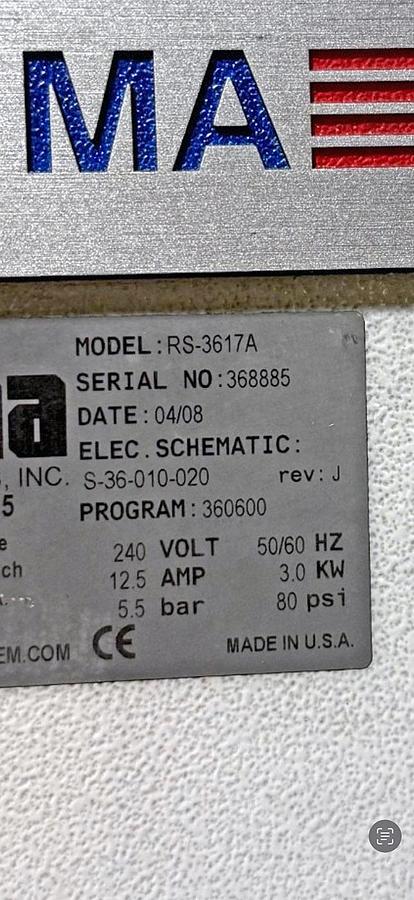 MA
MODEL: RS-3617A
SERIAL NO: 368885
DATE: 04/08
ELEC. SCHEMATIC:
, INC. S-36-010-020 rev: J
5 PROGRAM: 360600
240 VOLT 50/60 HZ
12.5 AMP 3.0 KW
5.5 bar 80 psi
EM.COM CE MADE IN U.S.A.